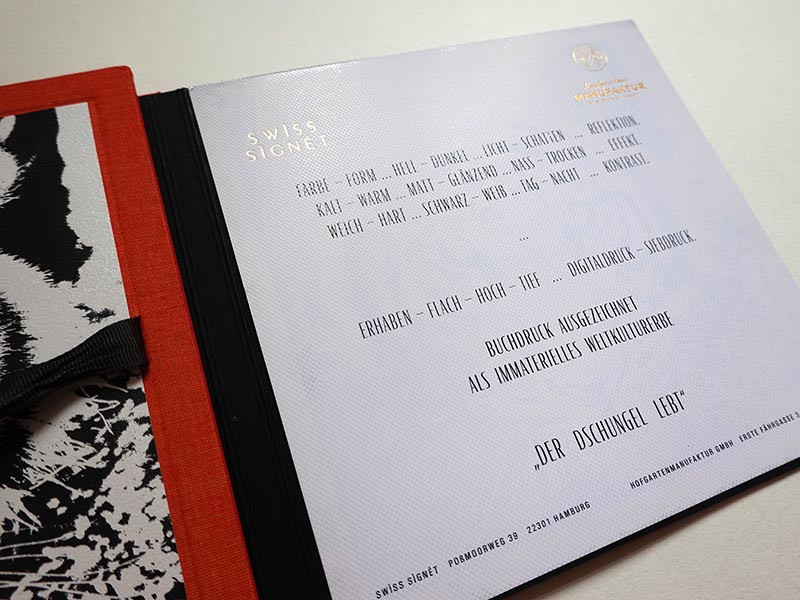 MANUFAKTUR
SWiSS
SiGNÉT
FARBE – FORM ... HELL – DUNKEL ... LICHT – SCHATTEN ... REFLEKTION.
KALT – WARM ... MATT – GLÄNZEND ... NASS – TROCKEN ... EFFEKT.
WEICH – HART ... SCHWARZ – WEIß ... TAG – NACHT ... KONTRAST.
...
ERHABEN – FLACH – HOCH – TIEF ... DIGITALDRUCK – SIEBDRUCK.
BUCHDRUCK AUSGEZEICHNET
ALS IMMATERIELLES WELTKULTURERBE
„DER DSCHUNGEL LEBT“
SWiSS SiGNÉT POßMOORWEG 39 22301 HAMBURG HOFGARTENMANUFAKTUR GMBH ERSTE FÄHRGASSE 3